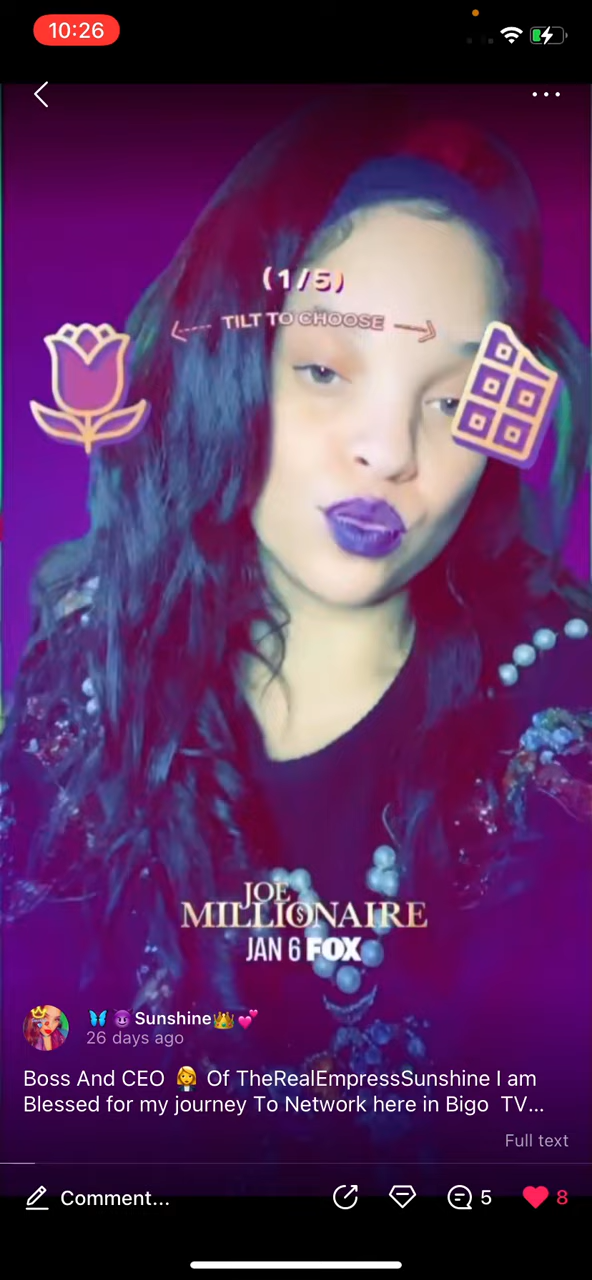 10:26
(1/5)
TILT TO CHOOSE
JOE
MILLIONAIRE
JAN 6 FOX
🦋 😈Sunshine👑💕
26 days ago
Boss And CEO 👩‍💼 Of TheRealEmpressSunshine I am
Blessed for my journey To Network here in Bigo TV...
Full text
Comment...
5
8